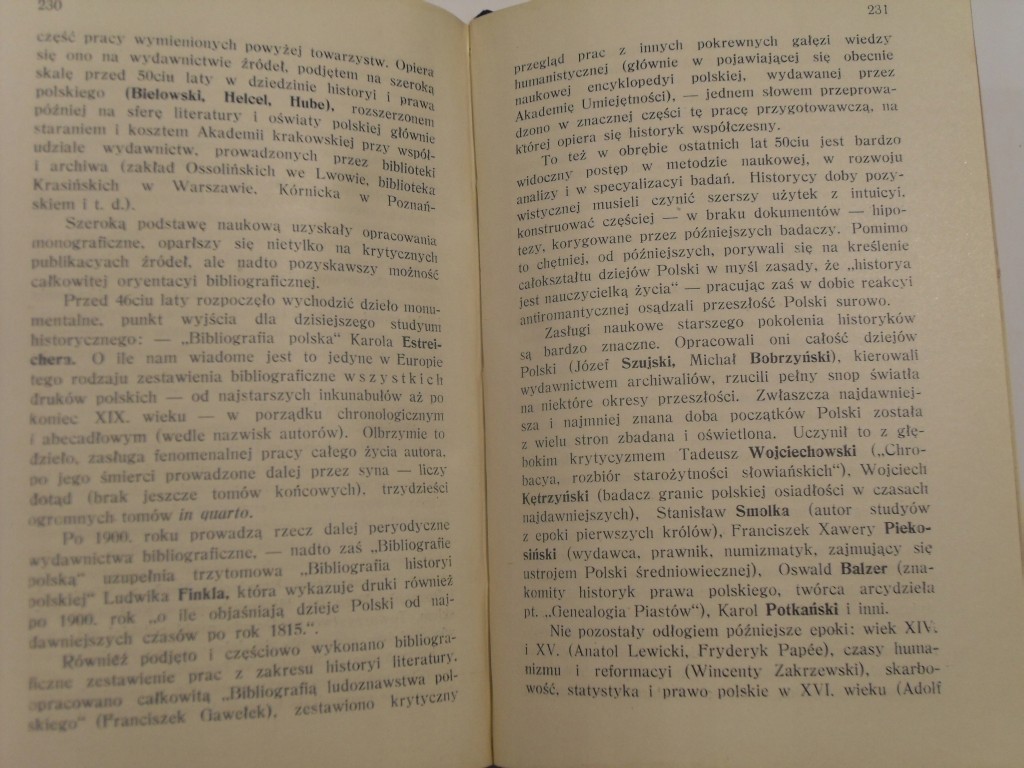 230
część pracy wymienionych powyżej towarzystw. Opiera
się ono na wydawnictwie źródeł, podjętem na szeroką
skalę przed 50ciu laty w dziedzinie historyi i prawa
polskiego (Bielowski, Helcel, Hube), rozszerzonem
później na sferę literatury i oświaty polskiej głównie
staraniem i kosztem Akademii krakowskiej przy współ-
udziale wydawnictw, prowadzonych przez biblioteki
i archiwa (zakład Ossolińskich we Lwowie, biblioteka
Krasińskich w Warszawie, Kórnicka w Poznań-
skiem i t. d.).
Szeroką podstawę naukową uzyskały opracowania
monograficzne, oparłszy się nietylko na krytycznych
publikacyach źródeł, ale nadto pozyskawszy możność
całkowitej oryentacyi bibliograficznej.
Przed 46ciu laty rozpoczęło wychodzić dzieło monu-
mentalne, punkt wyjścia dla dzisiejszego studyum
historycznego: — „Bibliografia polska" Karola Estrei-
chera. O ile nam wiadome jest to jedyne w Europie
tego rodzaju zestawienia bibliograficzne wszystkich
druków polskich — od najstarszych inkunabułów aż po
koniec XIX. wieku — w porządku chronologicznym
i abecadłowym (wedle nazwisk autorów). Olbrzymie to
dzieło, zasługa fenomenalnej pracy całego życia autora,
po jego śmierci prowadzone dalej przez syna — liczy
dotąd (brak jeszcze tomów końcowych), trzydzieści
ogromnych tomów in quarto.
Po 1900. roku prowadzą rzecz dalej peryodyczne
wydawnictwa bibliograficzne, — nadto zaś „Bibliografię
polską" uzupełnia trzytomowa „Bibliografia historyi
polskiej" Ludwika Finkla, która wykazuje druki również
po 1900. rok „o ile objaśniają dzieje Polski od naj-
dawniejszych czasów po rok 1815.".
Również podjęto i częściowo wykonano bibliogra-
ficzne zestawienie prac z zakresu historyi literatury,
opracowano całkowitą „Bibliografią ludoznawstwa pol-
skiego" (Franciszek Gawełek), zestawiono krytyczny
231
przegląd prac z innych pokrewnych gałęzi wiedzy
humanistycznej (głównie w pojawiającej się obecnie
naukowej encyklopedyi polskiej, wydawanej przez
Akademię Umiejętności), — jednem słowem przeprowa-
dzono w znacznej części tę pracę przygotowawczą, na
której opiera się historyk współczesny.
To też w obrębie ostatnich lat 50ciu jest bardzo
widoczny postęp w metodzie naukowej, w rozwoju
analizy i w specyalizacyi badań. Historycy doby pozy-
wistycznej musieli czynić szerszy użytek z intuicyi,
konstruować częściej — w braku dokumentów — hipo-
tezy, korygowane przez późniejszych badaczy. Pomimo
to chętniej, od późniejszych, porywali się na kreślenie
całokształtu dziejów Polski w myśl zasady, że „historya
jest nauczycielką życia" — pracując zaś w dobie reakcyi
antiromantycznej osądzali przeszłość Polski surowo.
Zasługi naukowe starszego pokolenia historyków
są bardzo znaczne. Opracowali oni całość dziejów
Polski (Józef Szujski, Michał Bobrzyński), kierowali
wydawnictwem archiwaliów, rzucili pełny snop światła
na niektóre okresy przeszłości. Zwłaszcza najdawniej-
sza i najmniej znana doba początków Polski została
z wielu stron zbadana i oświetlona. Uczynił to z głę-
bokim krytycyzmem Tadeusz Wojciechowski („Chro-
bacya, rozbiór starożytności słowiańskich"), Wojciech
Kętrzyński (badacz granic polskiej osiadłości w czasach
najdawniejszych), Stanisław Smolka (autor studyów
z epoki pierwszych królów), Franciszek Xawery Pieko-
siński (wydawca, prawnik, numizmatyk, zajmujący się
ustrojem Polski średniowiecznej), Oswald Balzer (zna-
komity historyk prawa polskiego, twórca arcydzieła
pt. „Genealogia Piastów"), Karol Potkański i inni.
Nie pozostały odłogiem późniejsze epoki: wiek XIV.
i XV. (Anatol Lewicki, Fryderyk Papée), czasy huma-
nizmu i reformacyi (Wincenty Zakrzewski), skarbo-
wość, statystyka i prawo polskie w XVI. wieku (Adolf